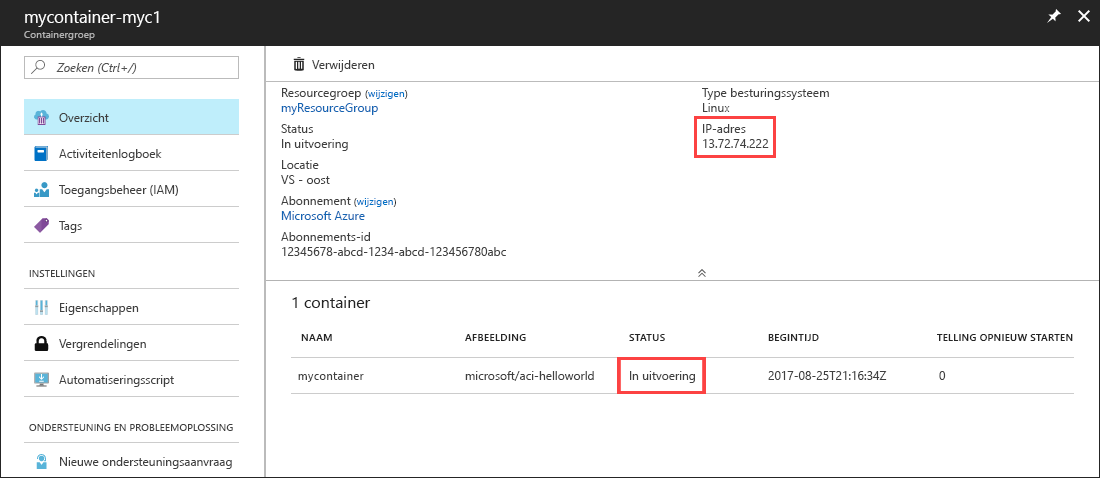 mycontainer-myc1
Containergroep
Zoeken (Ctrl+/)
Overzicht
Activiteitenlogboek
Toegangsbeheer (IAM)
Tags
INSTELLINGEN
Eigenschappen
Vergrendelingen
Automatiseringsscript
ONDERSTEUNING EN PROBLEEMOPLOSSING
Nieuwe ondersteuningsaanvraag
Verwijderen
Resourcegroep (wijzigen)
myResourceGroup
Status
In uitvoering
Locatie
VS - oost
Abonnement (wijzigen)
Microsoft Azure
Abonnements-id
12345678-abcd-1234-abcd-123456780abc
Type besturingssysteem
Linux
IP-adres
13.72.74.222
1 container
NAAM AFBEELDING STATUS BEGINTIJD TELLING OPNIEUW STARTEN
mycontainer microsoft/aci-helloworld In uitvoering 2017-08-25T21:16:34Z 0